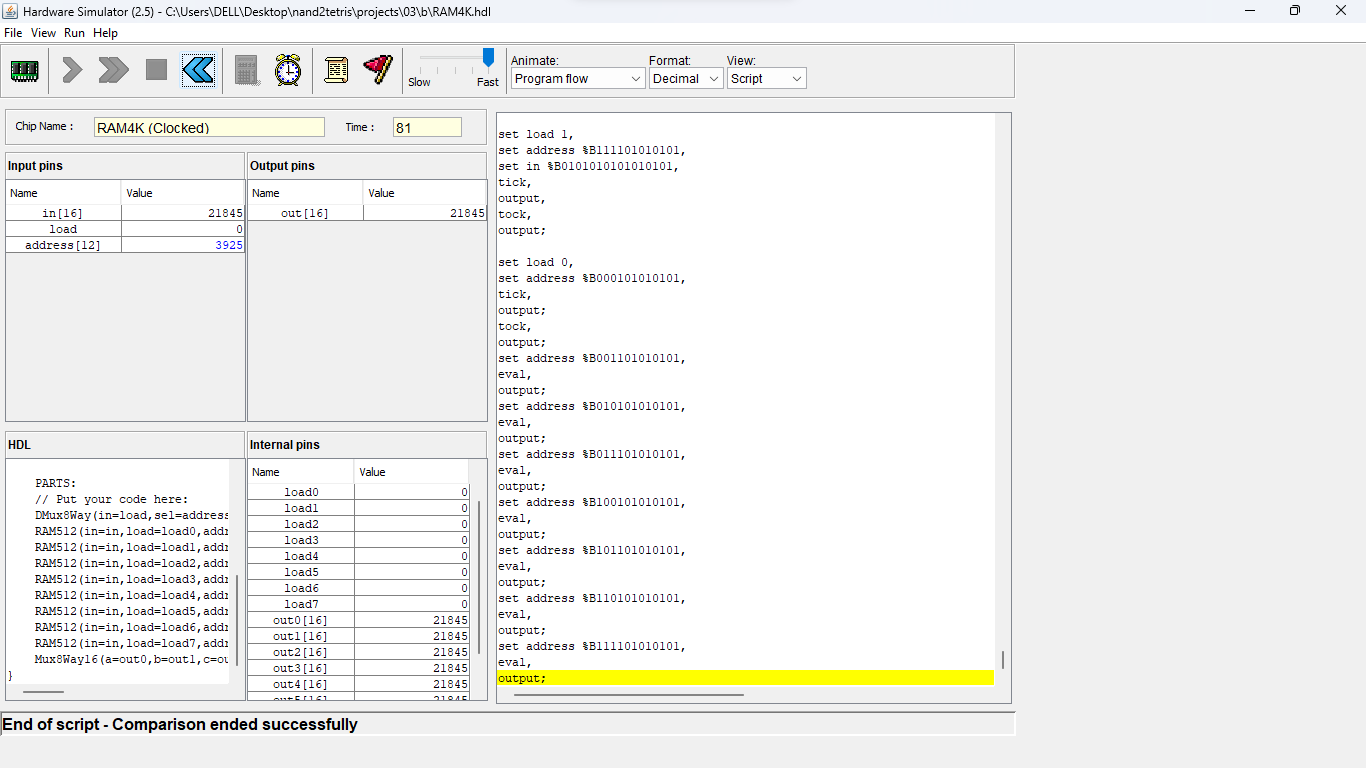 Hardware Simulator (2.5) - C:\Users\DELL\Desktop\nand2tetris\projects\03\b\RAM4K.hdl
File View Run Help
Slow Fast
Animate: Format: View:
Program flow Decimal Script
Chip Name : RAM4K (Clocked) Time : 81
Input pins
Name Value
in[16] 21845
load 0
address[12] 3925
Output pins
Name Value
out[16] 21845
HDL
PARTS:
// Put your code here:
DMux8Way(in=load,sel=address
RAM512(in=in,load=load0,addr
RAM512(in=in,load=load1,addr
RAM512(in=in,load=load2,addr
RAM512(in=in,load=load3,addr
RAM512(in=in,load=load4,addr
RAM512(in=in,load=load5,addr
RAM512(in=in,load=load6,addr
RAM512(in=in,load=load7,addr
Mux8Way16(a=out0,b=out1,c=ou
}
Internal pins
Name Value
load0 0
load1 0
load2 0
load3 0
load4 0
load5 0
load6 0
load7 0
out0[16] 21845
out1[16] 21845
out2[16] 21845
out3[16] 21845
out4[16] 21845
out5[16] 21845
set load 1,
set address %B111101010101,
set in %B0101010101010101,
tick,
output,
tock,
output;
set load 0,
set address %B000101010101,
tick,
output;
tock,
output;
set address %B001101010101,
eval,
output;
set address %B010101010101,
eval,
output;
set address %B011101010101,
eval,
output;
set address %B100101010101,
eval,
output;
set address %B101101010101,
eval,
output;
set address %B110101010101,
eval,
output;
set address %B111101010101,
eval,
output;
End of script - Comparison ended successfully